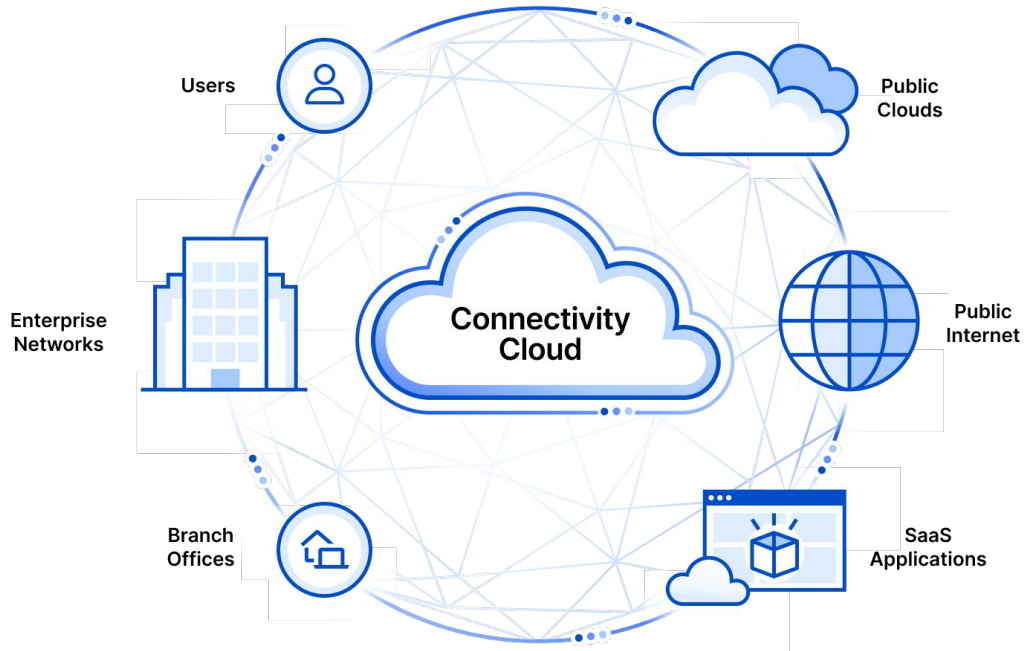 Users
Public
Clouds
Enterprise
Networks
Connectivity
Cloud
Public
Internet
Branch
Offices
SaaS
Applications